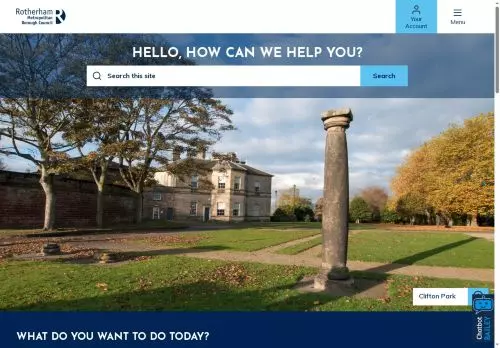 Rotherham
Metropolitan
Borough Council
Your
Account
Menu
HELLO, HOW CAN WE HELP YOU?
Search this site
Search
Clifton Park
Chatbot
BAILEY
WHAT DO YOU WANT TO DO TODAY?